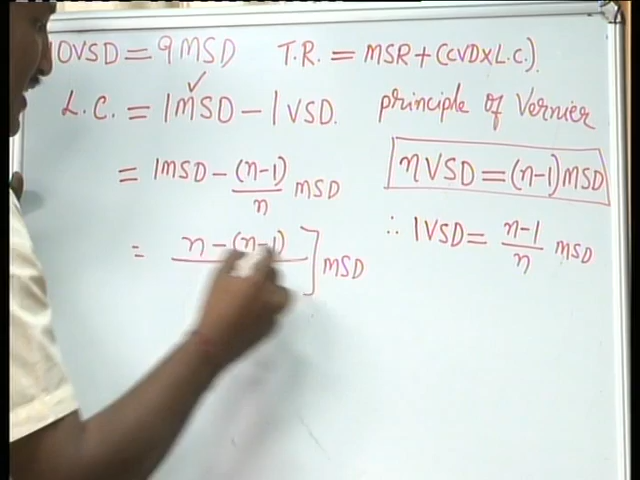 10VSD = 9MSD T.R. = MSR + (CVD×L.C.).
L.C. = 1MSD - 1VSD. principle of Vernier
= 1MSD - (n-1)/n MSD nVSD = (n-1)MSD
= n-(n-1) ] MSD ∴ 1VSD = n-1/n MSD